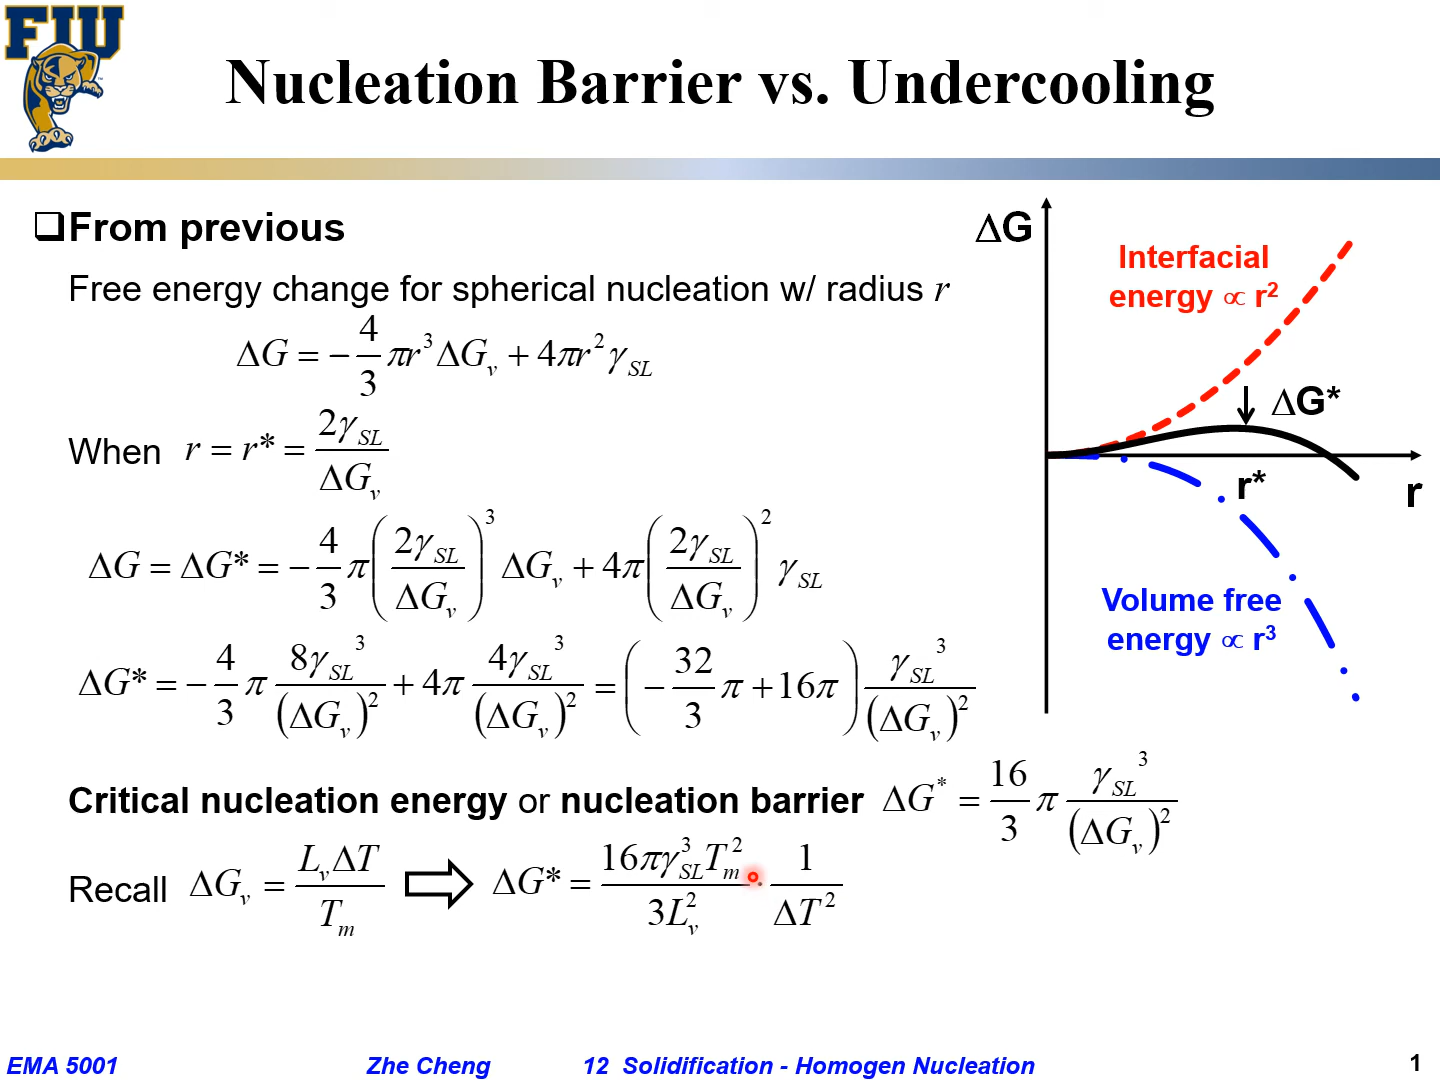 FIU
Nucleation Barrier vs. Undercooling
❑From previous
Free energy change for spherical nucleation w/ radius r
ΔG = −(4/3)πr³ΔG_v + 4πr²γ_SL
When r = r* = 2γ_SL/ΔG_v
ΔG = ΔG* = −(4/3)π(2γ_SL/ΔG_v)³ ΔG_v + 4π(2γ_SL/ΔG_v)² γ_SL
ΔG* = −(4/3)π 8γ_SL³/(ΔG_v)² + 4π 4γ_SL³/(ΔG_v)² = (−(32/3)π + 16π) γ_SL³/(ΔG_v)²
Critical nucleation energy or nucleation barrier ΔG* = (16/3)π γ_SL³/(ΔG_v)²
Recall ΔG_v = L_vΔT/T_m ⇒ ΔG* = 16πγ_SL³T_m²/3L_v² · 1/ΔT²
ΔG
Interfacial
energy ∝ r²
ΔG*
r*
r
Volume free
energy ∝ r³
EMA 5001 Zhe Cheng 12 Solidification - Homogen Nucleation 1